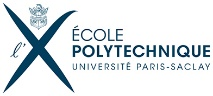 l'X
ÉCOLE
POLYTECHNIQUE
UNIVERSITÉ PARIS-SACLAY